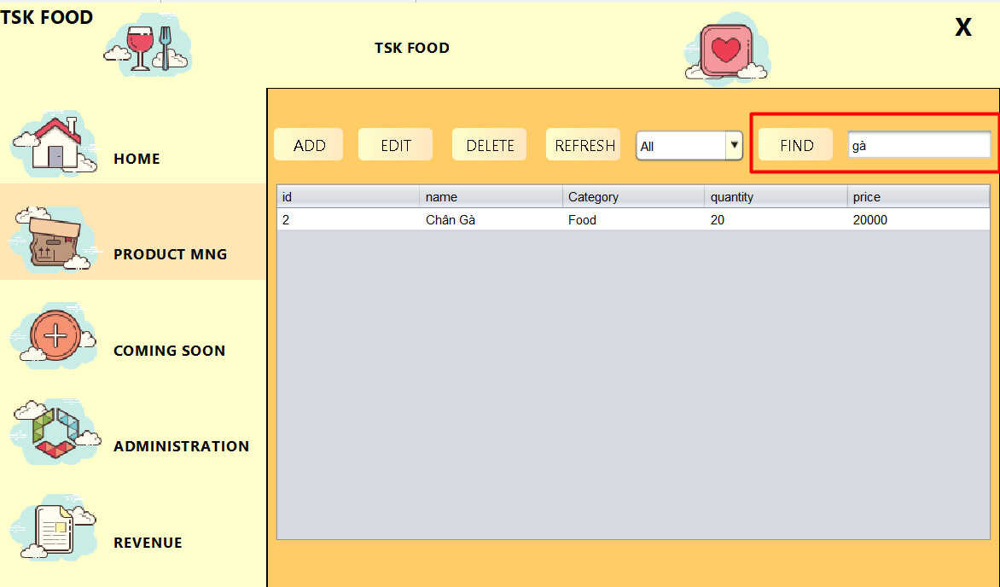 TSK FOOD
TSK FOOD
X
HOME
PRODUCT MNG
COMING SOON
ADMINISTRATION
REVENUE
ADD EDIT DELETE REFRESH All FIND gà
id name Category quantity price
2 Chân Gà Food 20 20000